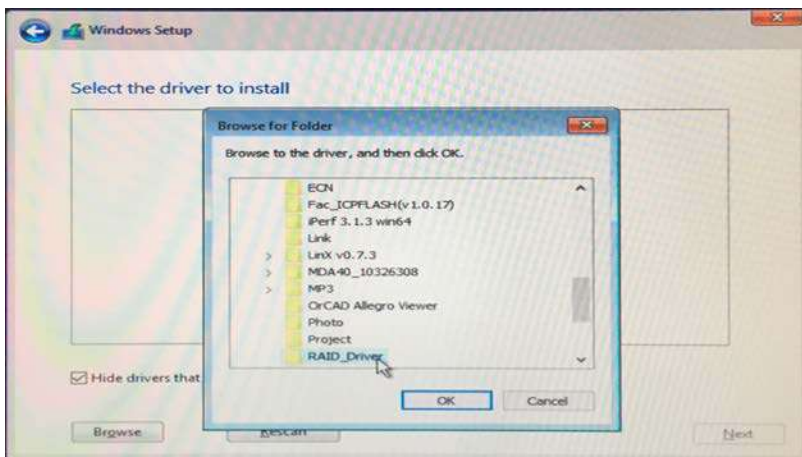 Windows Setup
Select the driver to install
Browse for Folder
Browse to the driver, and then click OK.
ECN
Fac_ICPFLASH(v1.0.17)
iPerf 3.1.3 win64
Link
LinX v0.7.3
MDA40_10326308
MP3
OrCAD Allegro Viewer
Photo
Project
RAID_Driver
Hide drivers that
OK Cancel
Browse Rescan Next